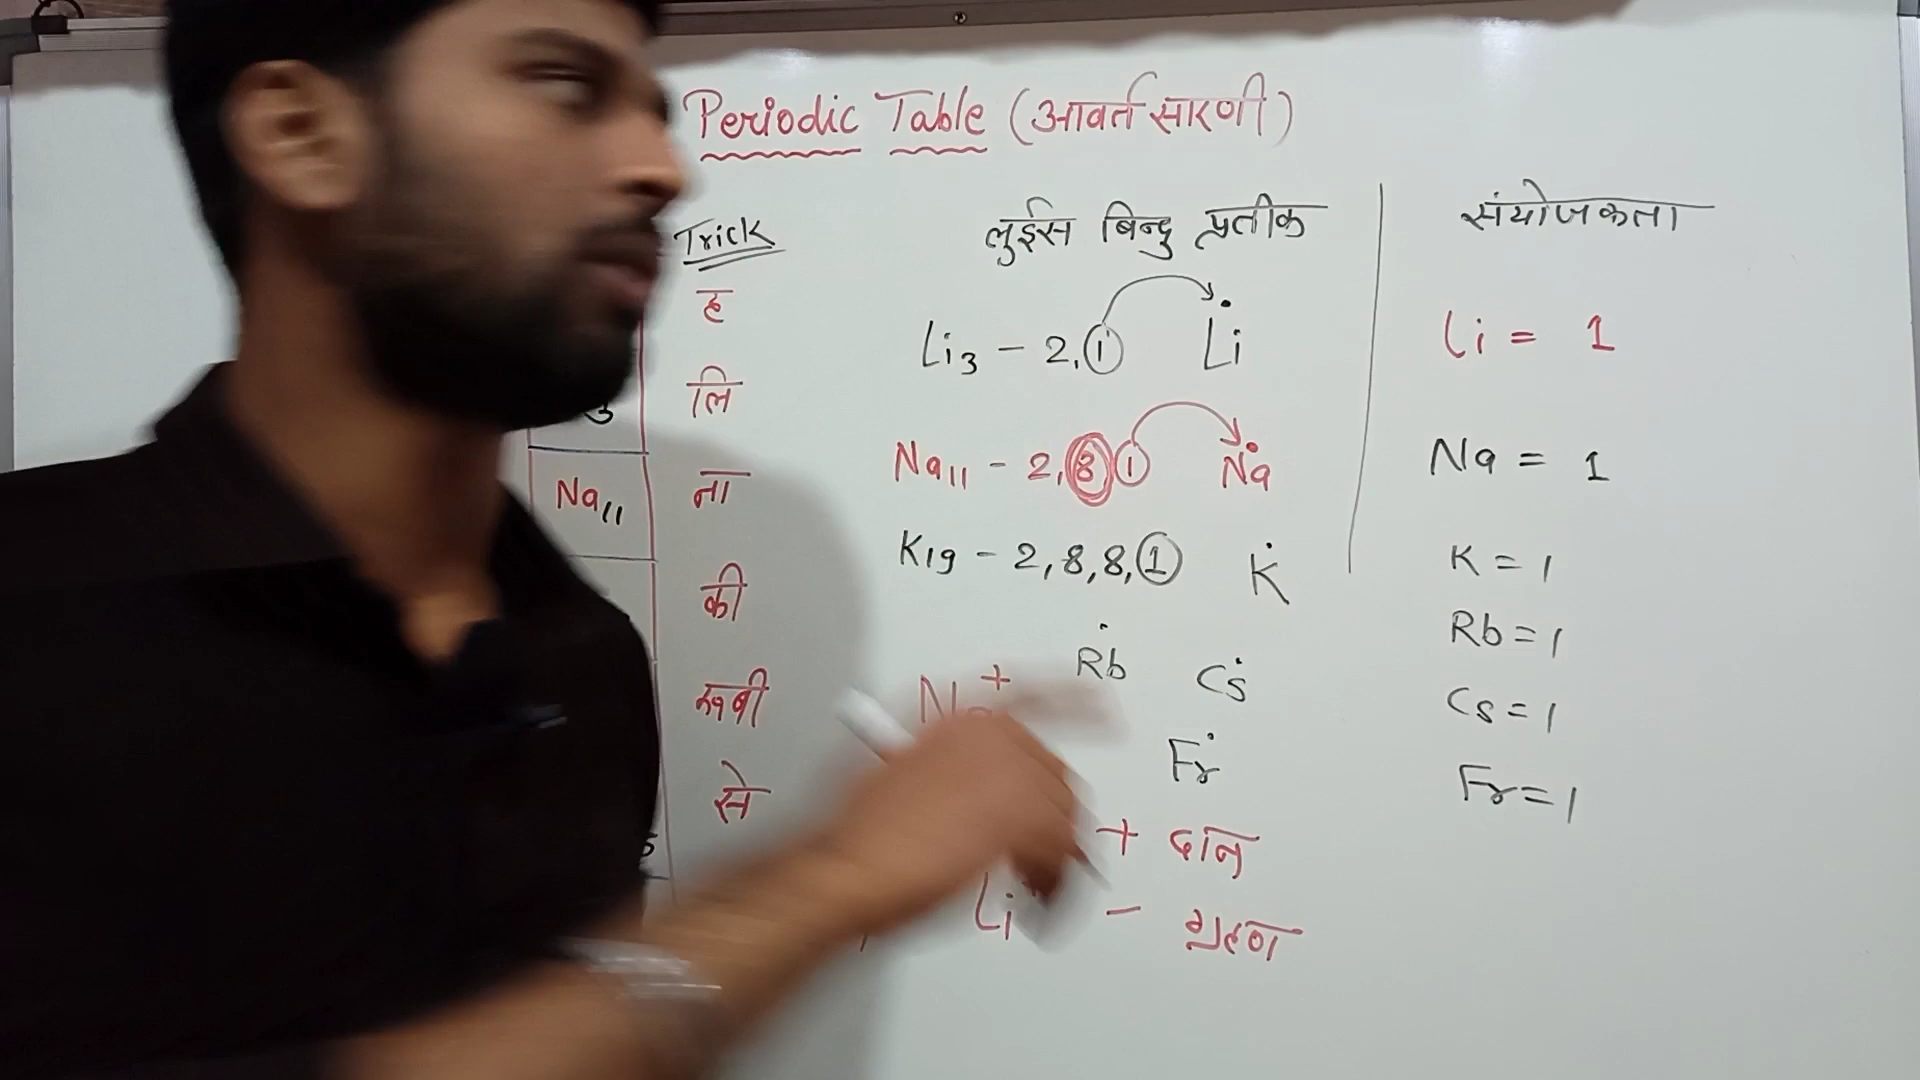 Periodic Table (आवर्त सारणी)
Trick लुईस बिन्दु प्रतीक संयोजकता
ह
Li3 - 2,1 Li Li = 1
लि
Na11 - 2,8 1 Na Na = 1
Na11 ना
K19 - 2,8,8,1 K K = 1
की
Rb Cs Rb = 1
Na+
रूबी Cs = 1
Fr Fr = 1
से
+ दान
Li - ग्रहण